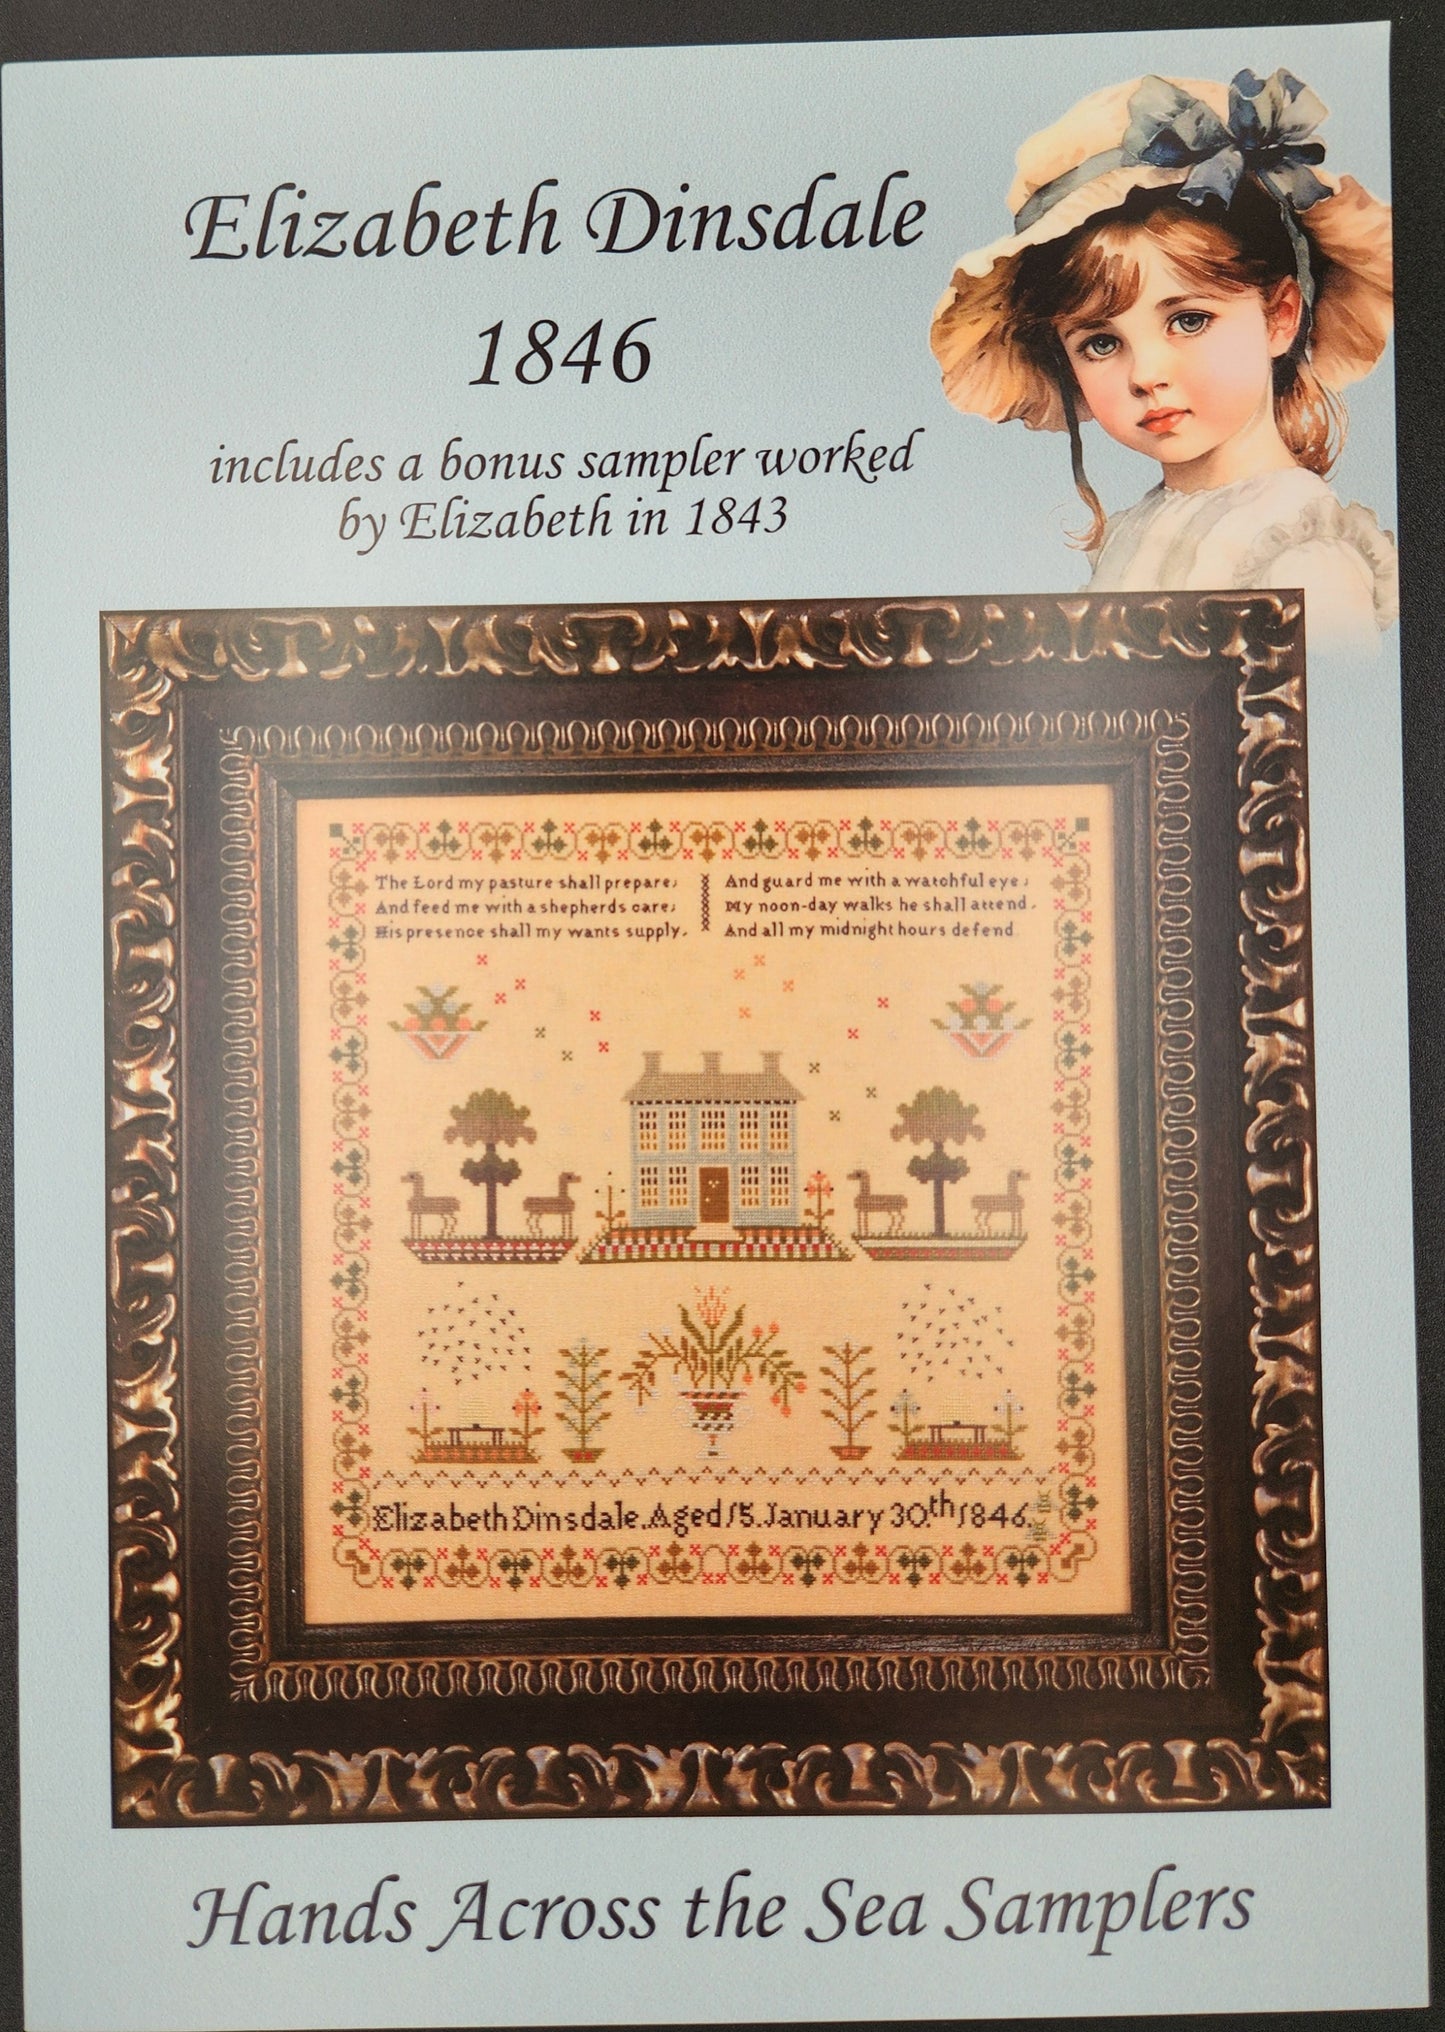 Elizabeth Dinsdale
1846
includes a bonus sampler worked
by Elizabeth in 1843
The Lord my pasture shall prepare;
And feed me with a shepherds care;
His presence shall my wants supply.
And guard me with a watchful eye;
My noon-day walks he shall attend.
And all my midnight hours defend
Elizabeth Dinsdale.Aged 15.January 30.th 1846.
Hands Across the Sea Samplers